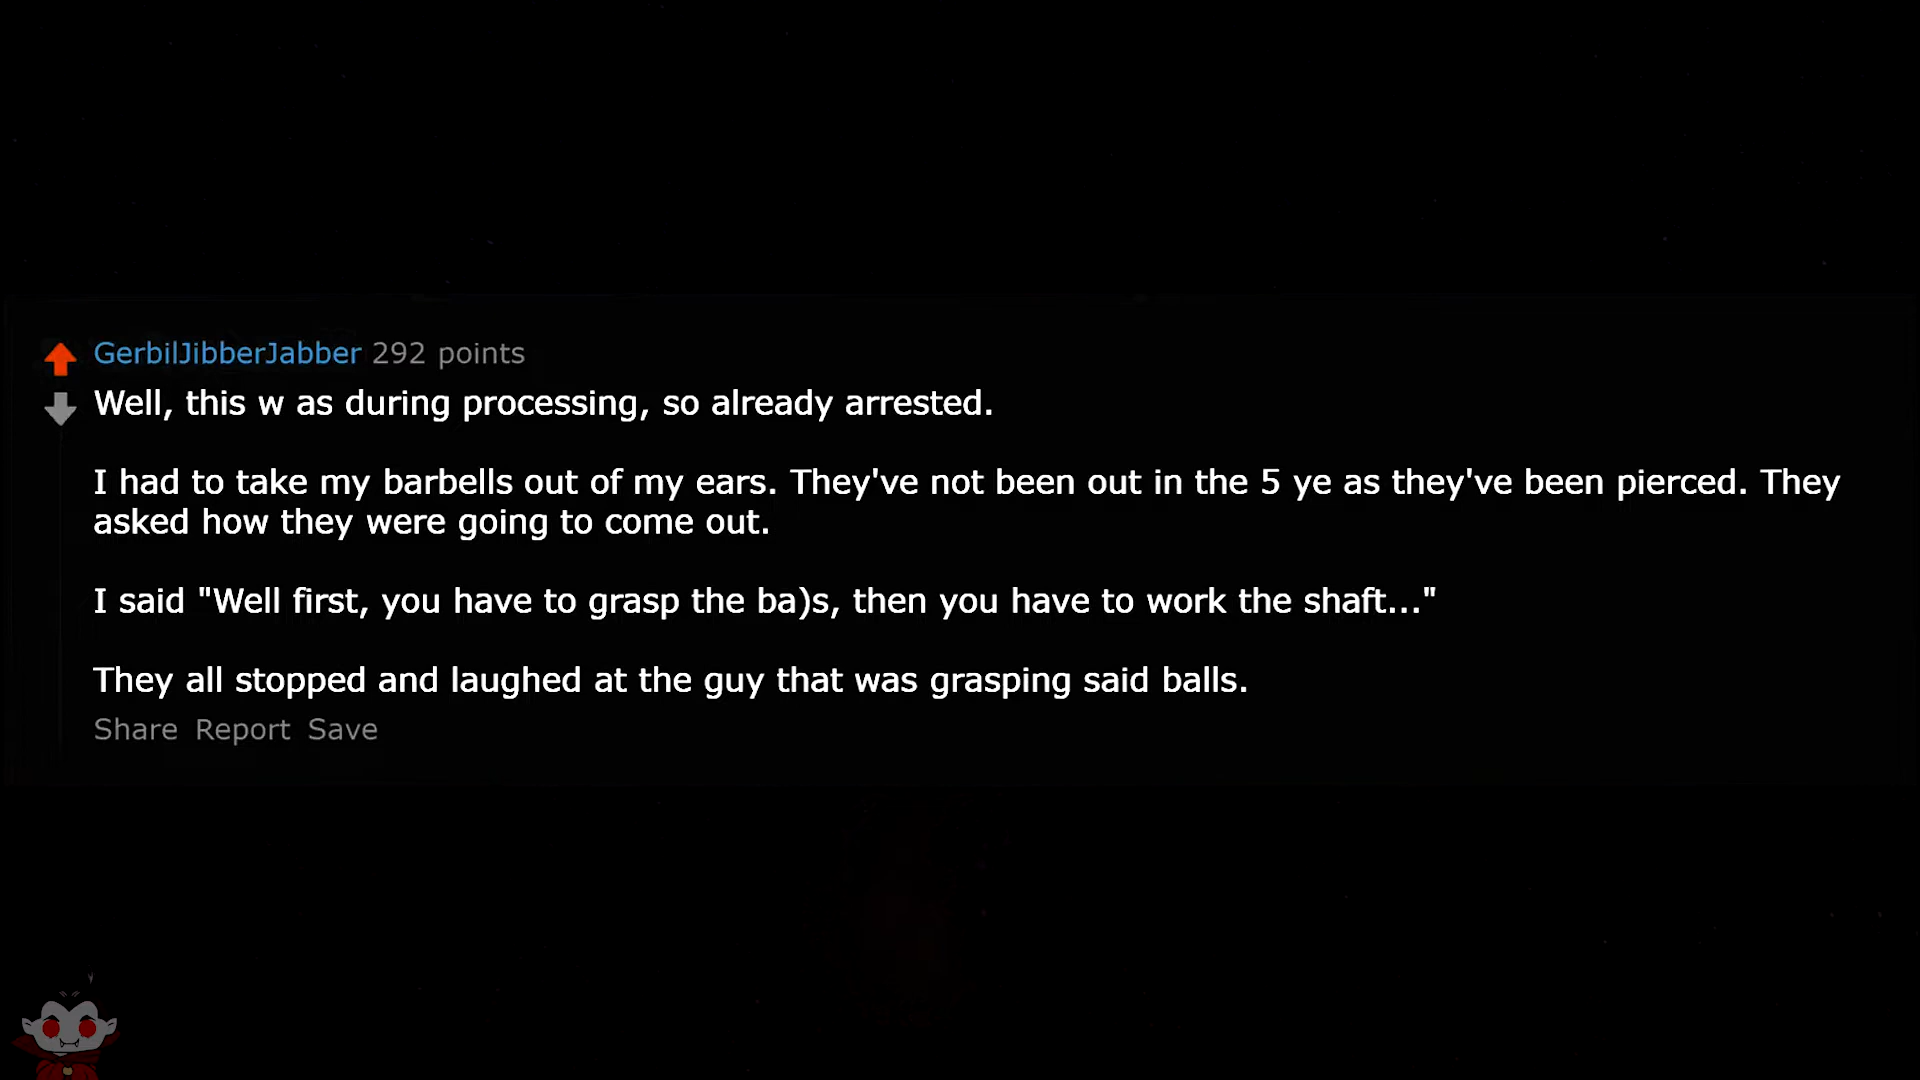 GerbilJibberJabber 292 points
Well, this w as during processing, so already arrested.
I had to take my barbells out of my ears. They've not been out in the 5 ye as they've been pierced. They
asked how they were going to come out.
I said "Well first, you have to grasp the ba)s, then you have to work the shaft..."
They all stopped and laughed at the guy that was grasping said balls.
Share Report Save